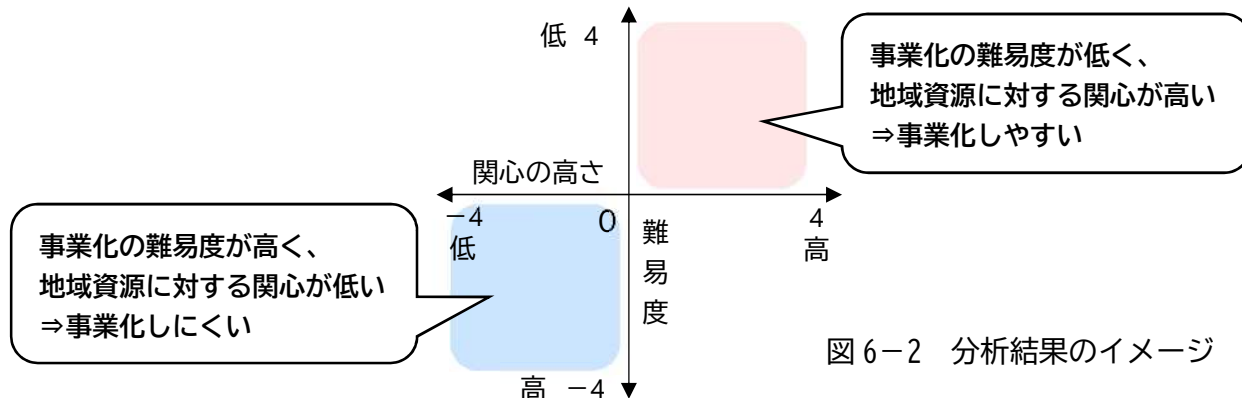 低 4
事業化の難易度が低く、
地域資源に対する関心が高い
⇒事業化しやすい
関心の高さ
−4
低
0
難易度
4
高
事業化の難易度が高く、
地域資源に対する関心が低い
⇒事業化しにくい
高 −4
図 6−2 分析結果のイメージ